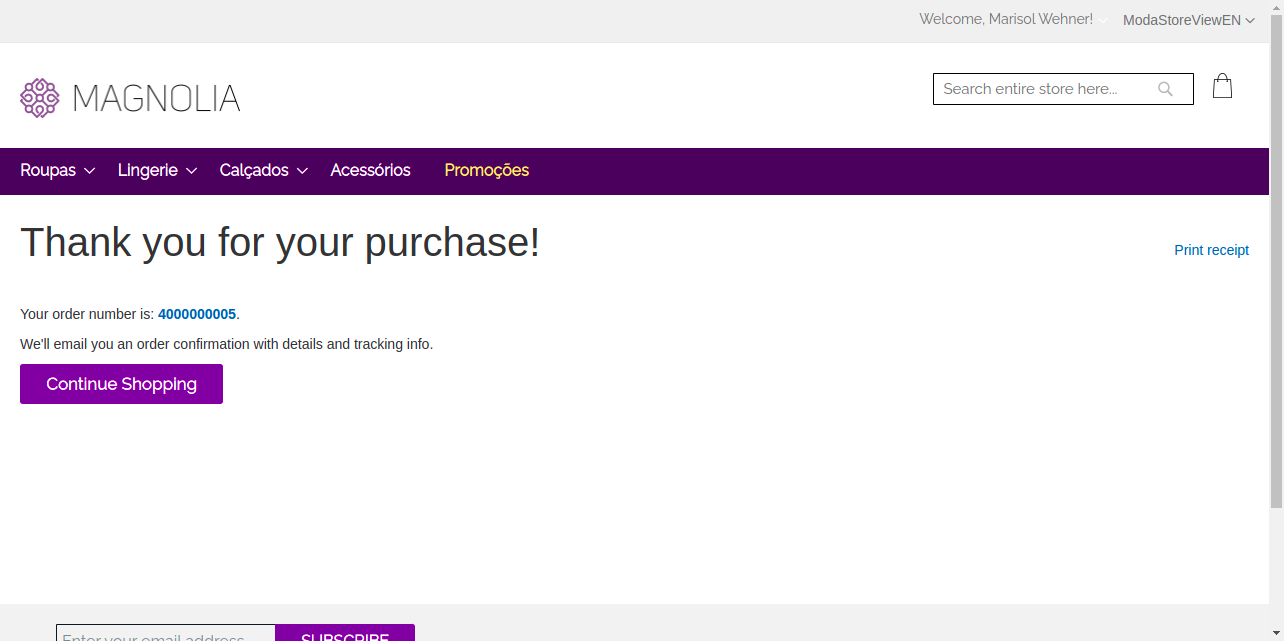 Welcome, Marisol Wehner!
ModaStoreViewEN
MAGNOLIA
Search entire store here...
Roupas
Lingerie
Calçados
Acessórios
Promoções
Thank you for your purchase!
Print receipt
Your order number is: 4000000005.
We'll email you an order confirmation with details and tracking info.
Continue Shopping
Enter your email address
SUBSCRIBE